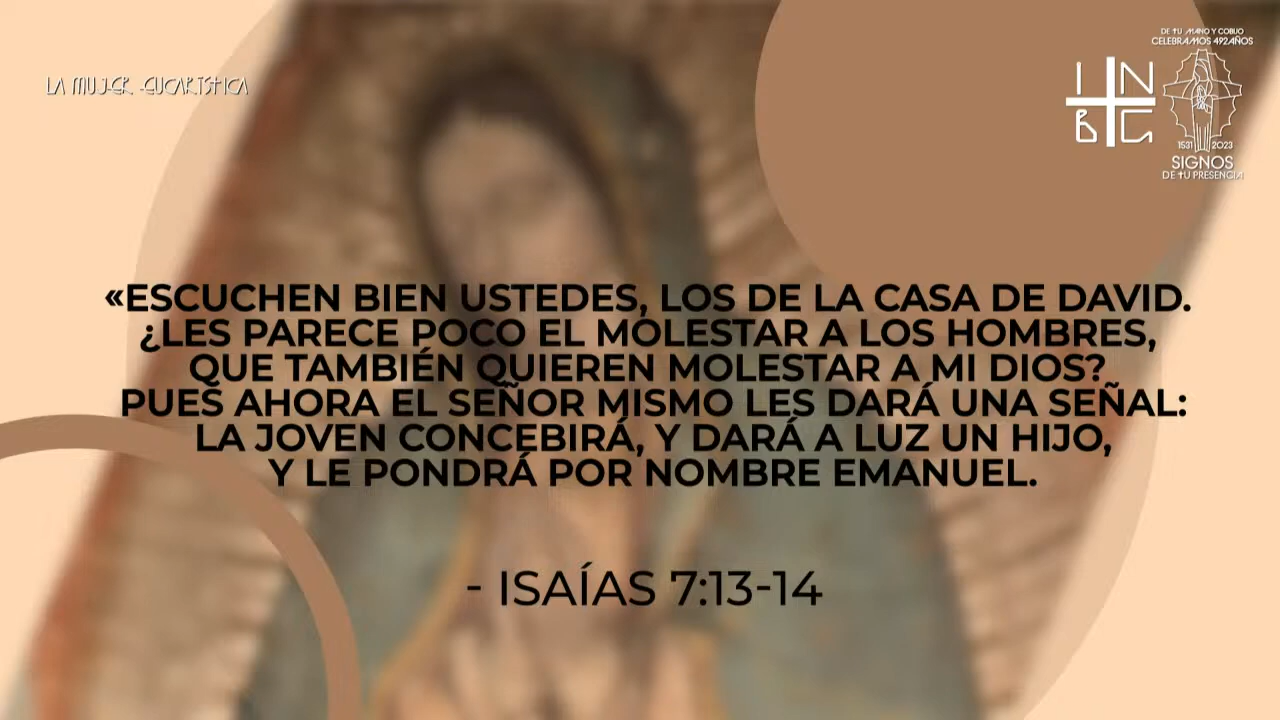 LA MUJER EUCARÍSTICA
DE TU MANO Y COBIJO
CELEBRAMOS 492AÑOS
I N
B G
1531 2023
SIGNOS
DE TU PRESENCIA
«ESCUCHEN BIEN USTEDES, LOS DE LA CASA DE DAVID.
¿LES PARECE POCO EL MOLESTAR A LOS HOMBRES,
QUE TAMBIÉN QUIEREN MOLESTAR A MI DIOS?
PUES AHORA EL SEÑOR MISMO LES DARÁ UNA SEÑAL:
LA JOVEN CONCEBIRÁ, Y DARÁ A LUZ UN HIJO,
Y LE PONDRÁ POR NOMBRE EMANUEL.
- ISAÍAS 7:13-14